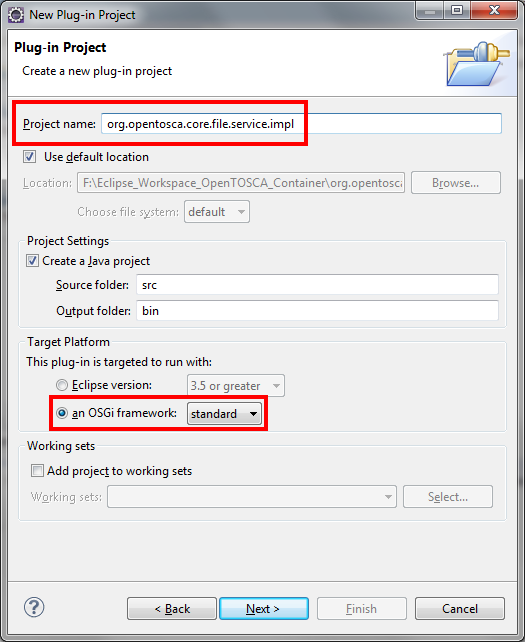 New Plug-in Project
Plug-in Project
Create a new plug-in project
Project name: org.opentosca.core.file.service.impl
Use default location
Location: F:\Eclipse_Workspace_OpenTOSCA_Container\org.opentosca Browse...
Choose file system: default
Project Settings
Create a Java project
Source folder: src
Output folder: bin
Target Platform
This plug-in is targeted to run with:
Eclipse version: 3.5 or greater
an OSGi framework: standard
Working sets
Add project to working sets
Working sets: Select...
? < Back Next > Finish Cancel